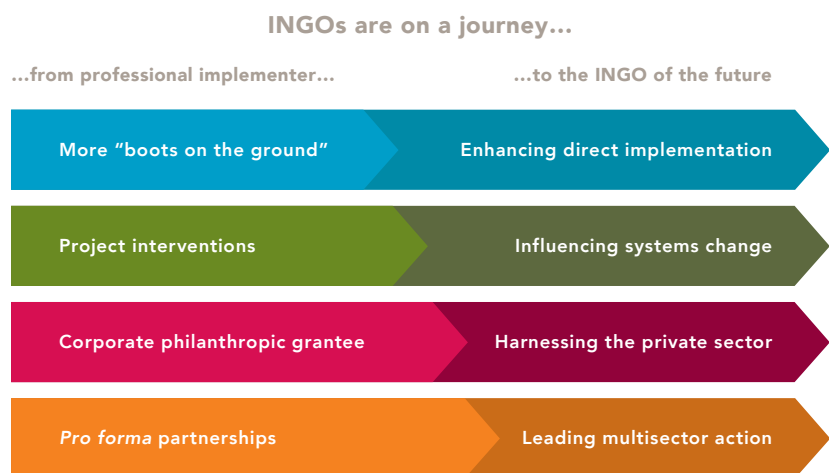 INGOs are on a journey…
…from professional implementer… …to the INGO of the future
More “boots on the ground” Enhancing direct implementation
Project interventions Influencing systems change
Corporate philanthropic grantee Harnessing the private sector
Pro forma partnerships Leading multisector action